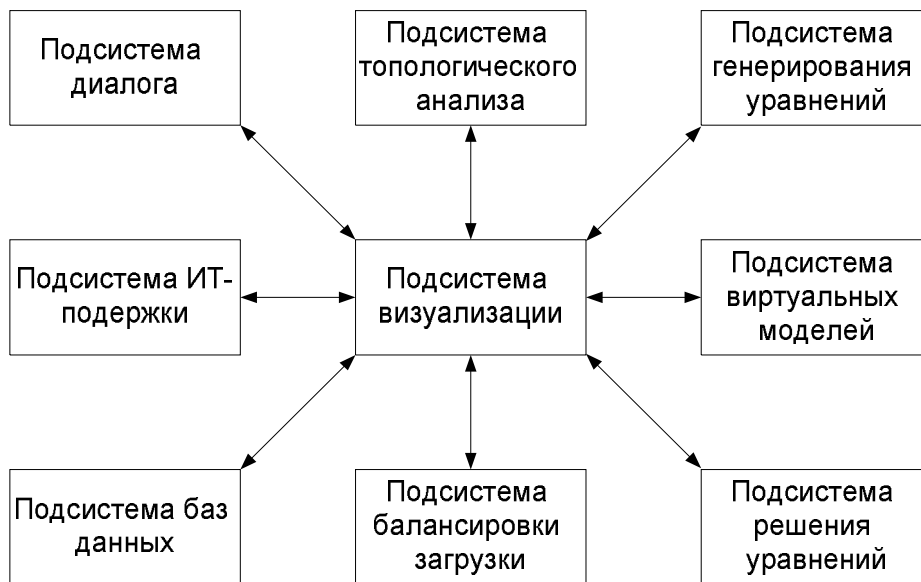 Подсистема
диалога
Подсистема
топологического
анализа
Подсистема
генерирования
уравнений
Подсистема ИТ-
подержки
Подсистема
визуализации
Подсистема
виртуальных
моделей
Подсистема баз
данных
Подсистема
балансировки
загрузки
Подсистема
решения
уравнений